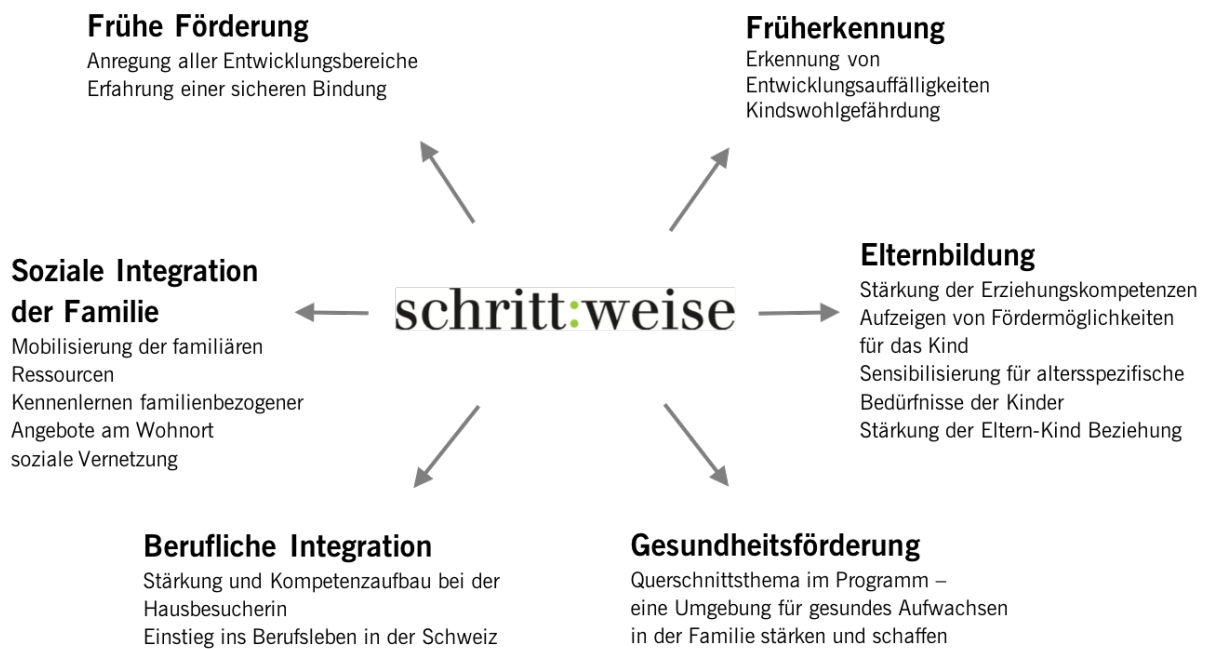 Frühe Förderung
Anregung aller Entwicklungsbereiche
Erfahrung einer sicheren Bindung
Früherkennung
Erkennung von
Entwicklungsauffälligkeiten
Kindswohlgefährdung
Soziale Integration
der Familie
Mobilisierung der familiären
Ressourcen
Kennenlernen familienbezogener
Angebote am Wohnort
soziale Vernetzung
schritt:weise
Elternbildung
Stärkung der Erziehungskompetenzen
Aufzeigen von Fördermöglichkeiten
für das Kind
Sensibilisierung für altersspezifische
Bedürfnisse der Kinder
Stärkung der Eltern-Kind Beziehung
Berufliche Integration
Stärkung und Kompetenzaufbau bei der
Hausbesucherin
Einstieg ins Berufsleben in der Schweiz
Gesundheitsförderung
Querschnittsthema im Programm –
eine Umgebung für gesundes Aufwachsen
in der Familie stärken und schaffen